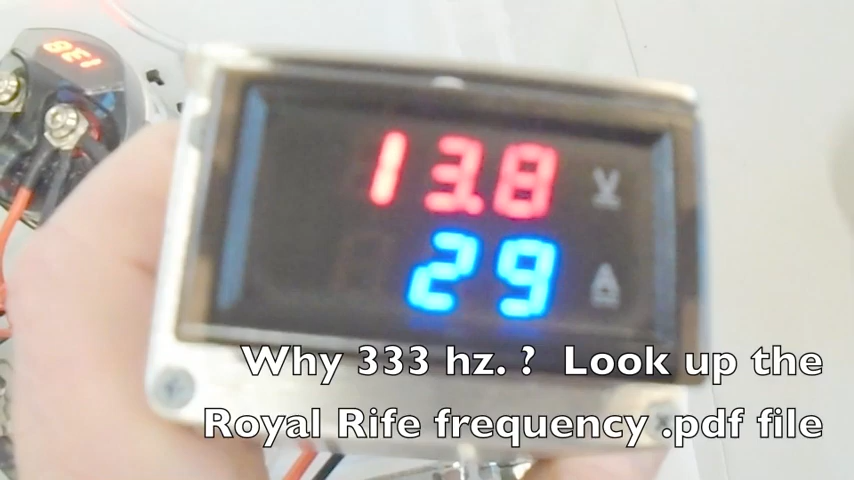 13.8 V
29 A
Why 333 hz. ? Look up the
Royal Rife frequency .pdf file